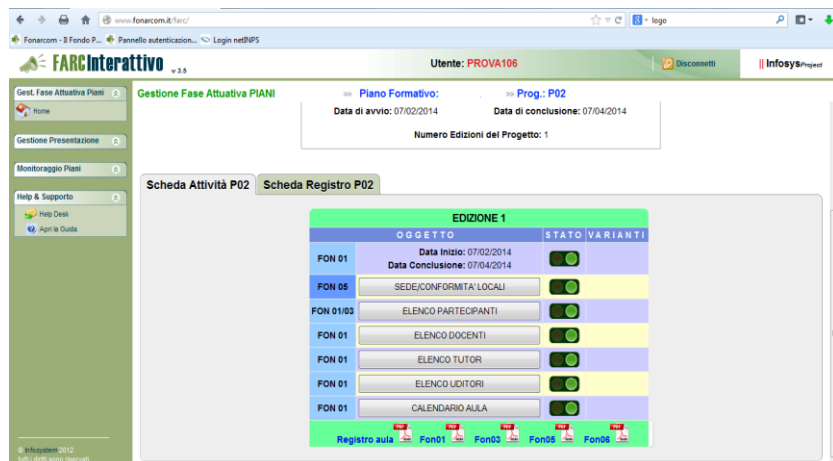 www.fonarcom.it/farc/
logo
Fonarcom - Il Fondo P...
Pannello autenticazion...
Login netINPS
FARCInterattivo v 3.5
Utente: PROVA106
Disconnetti
|| InfosysProject
Gest. Fase Attuativa Piani
Home
Gestione Presentazione
Monitoraggio Piani
Help & Supporto
Help Desk
Apri la Guida
© Infosystem 2012
tutti i diritti sono riservati
Gestione Fase Attuativa PIANI
>> Piano Formativo: >> Prog.: P02
Data di avvio: 07/02/2014 Data di conclusione: 07/04/2014
Numero Edizioni del Progetto: 1
Scheda Attività P02 Scheda Registro P02
EDIZIONE 1
OGGETTO STATO VARIANTI
FON 01 Data Inizio: 07/02/2014
Data Conclusione: 07/04/2014
FON 05 SEDE/CONFORMITA' LOCALI
FON 01/03 ELENCO PARTECIPANTI
FON 01 ELENCO DOCENTI
FON 01 ELENCO TUTOR
FON 01 ELENCO UDITORI
FON 01 CALENDARIO AULA
Registro aula Fon01 Fon03 Fon05 Fon06